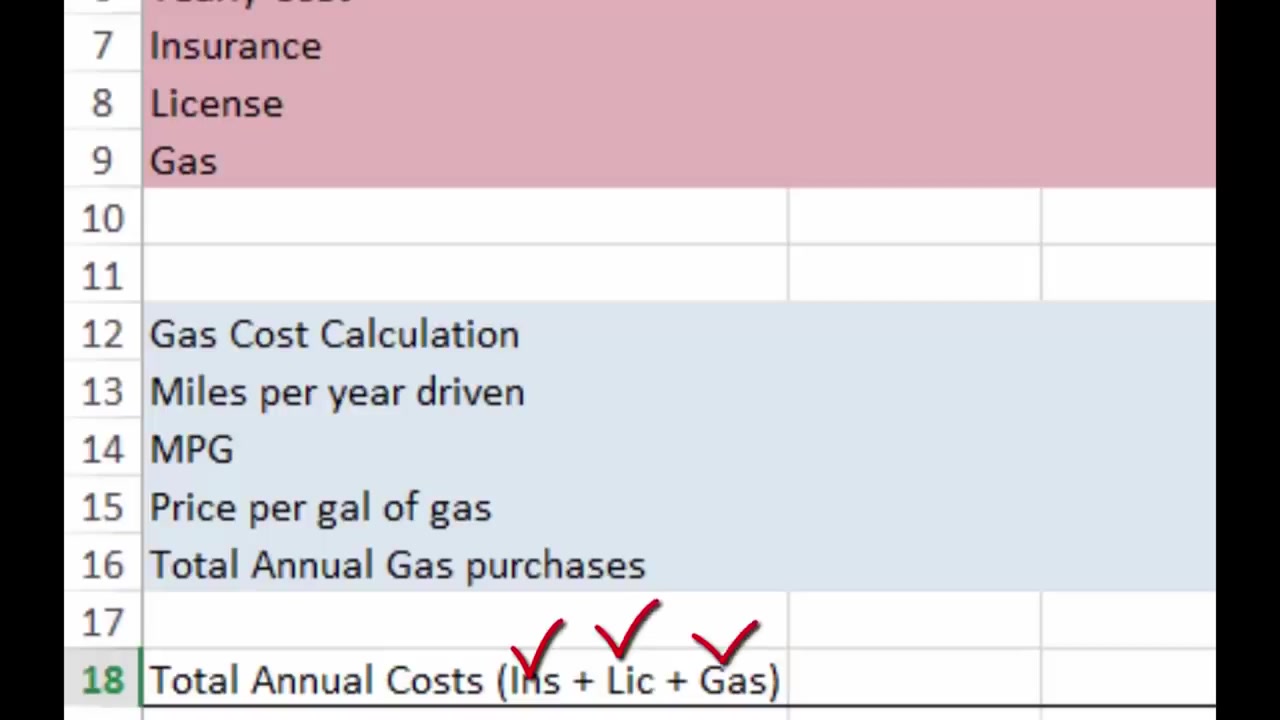 7 Insurance
8 License
9 Gas
10
11
12 Gas Cost Calculation
13 Miles per year driven
14 MPG
15 Price per gal of gas
16 Total Annual Gas purchases
17
18 Total Annual Costs (Ins + Lic + Gas)